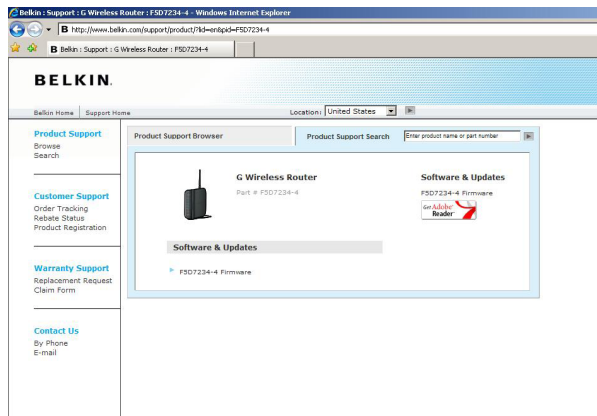 Belkin : Support : G Wireless Router : F5D7234-4 - Windows Internet Explorer
B http://www.belkin.com/support/product/?lid=en&pid=F5D7234-4
B Belkin : Support : G Wireless Router : F5D7234-4
BELKIN.
Belkin Home Support Home Location: United States
Product Support
Browse
Search
Customer Support
Order Tracking
Rebate Status
Product Registration
Warranty Support
Replacement Request
Claim Form
Contact Us
By Phone
E-mail
Product Support Browser Product Support Search Enter product name or part number
G Wireless Router
Part # F5D7234-4
Software & Updates
F5D7234-4 Firmware
Get Adobe
Reader
Software & Updates
F5D7234-4 Firmware